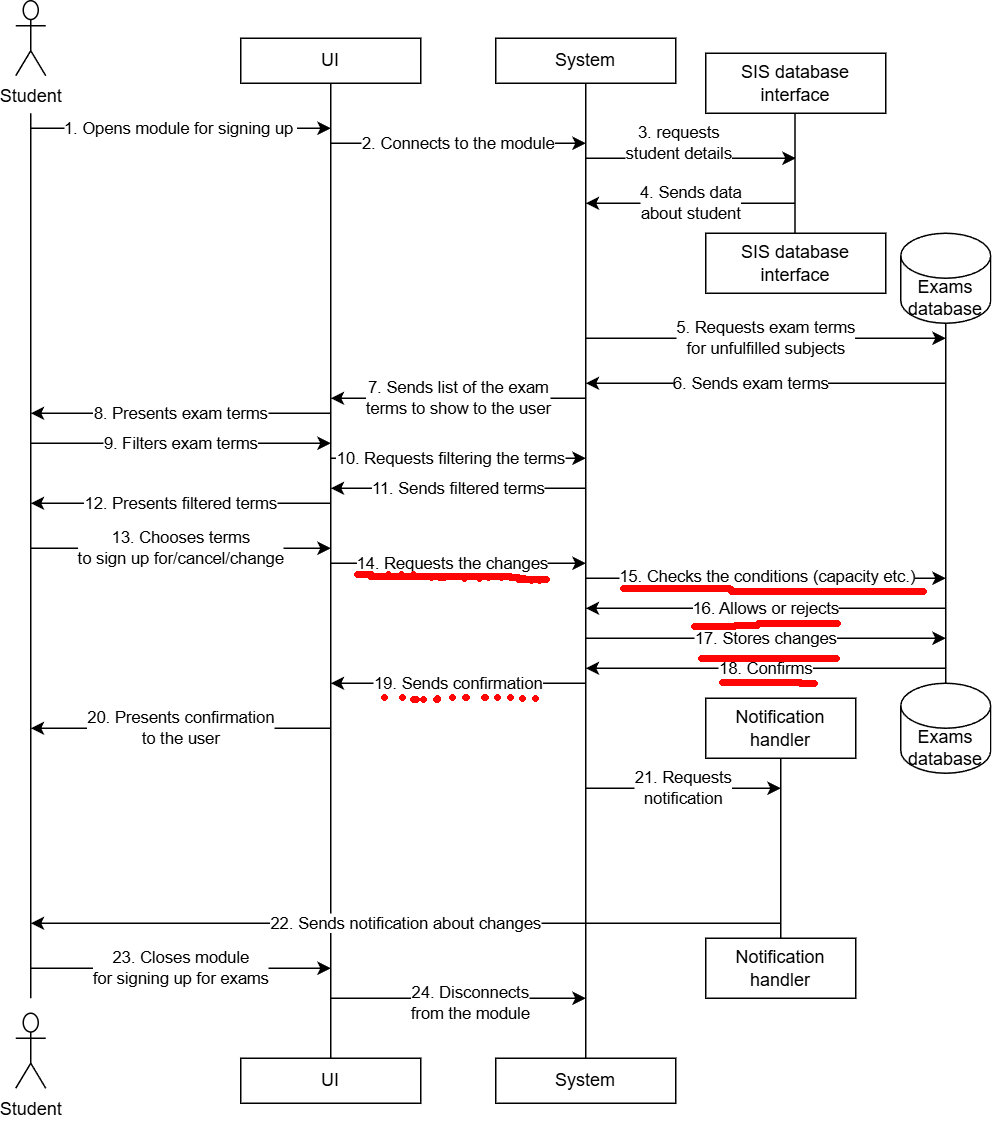 Student
UI
System
SIS database
interface
1. Opens module for signing up
2. Connects to the module
3. requests
student details
4. Sends data
about student
SIS database
interface
Exams
database
5. Requests exam terms
for unfulfilled subjects
6. Sends exam terms
7. Sends list of the exam
terms to show to the user
8. Presents exam terms
9. Filters exam terms
10. Requests filtering the terms
11. Sends filtered terms
12. Presents filtered terms
13. Chooses terms
to sign up for/cancel/change
14. Requests the changes
15. Checks the conditions (capacity etc.)
16. Allows or rejects
17. Stores changes
18. Confirms
19. Sends confirmation
20. Presents confirmation
to the user
Notification
handler
Exams
database
21. Requests
notification
22. Sends notification about changes
23. Closes module
for signing up for exams
Notification
handler
24. Disconnects
from the module
Student
UI
System